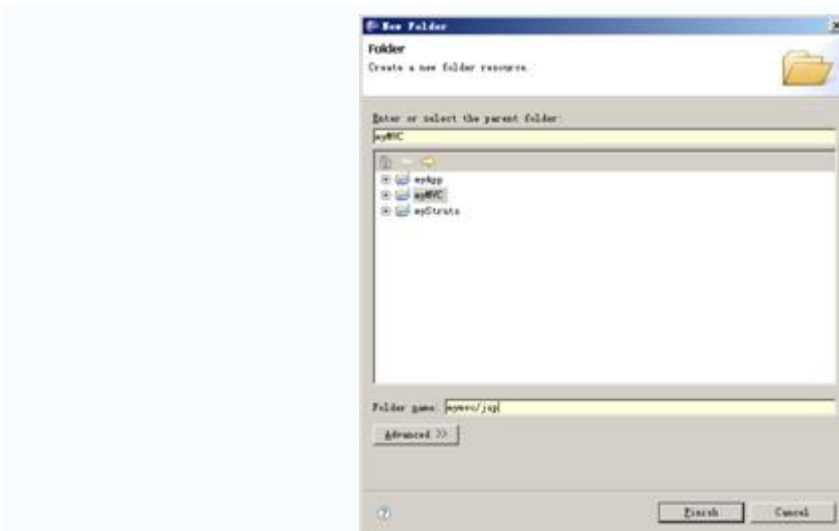 New Folder
Folder
Create a new folder resource.
Enter or select the parent folder:
myMVC
myApp
myMVC
myStruts
Folder name: mymvc/jsp
Advanced >>
Finish Cancel